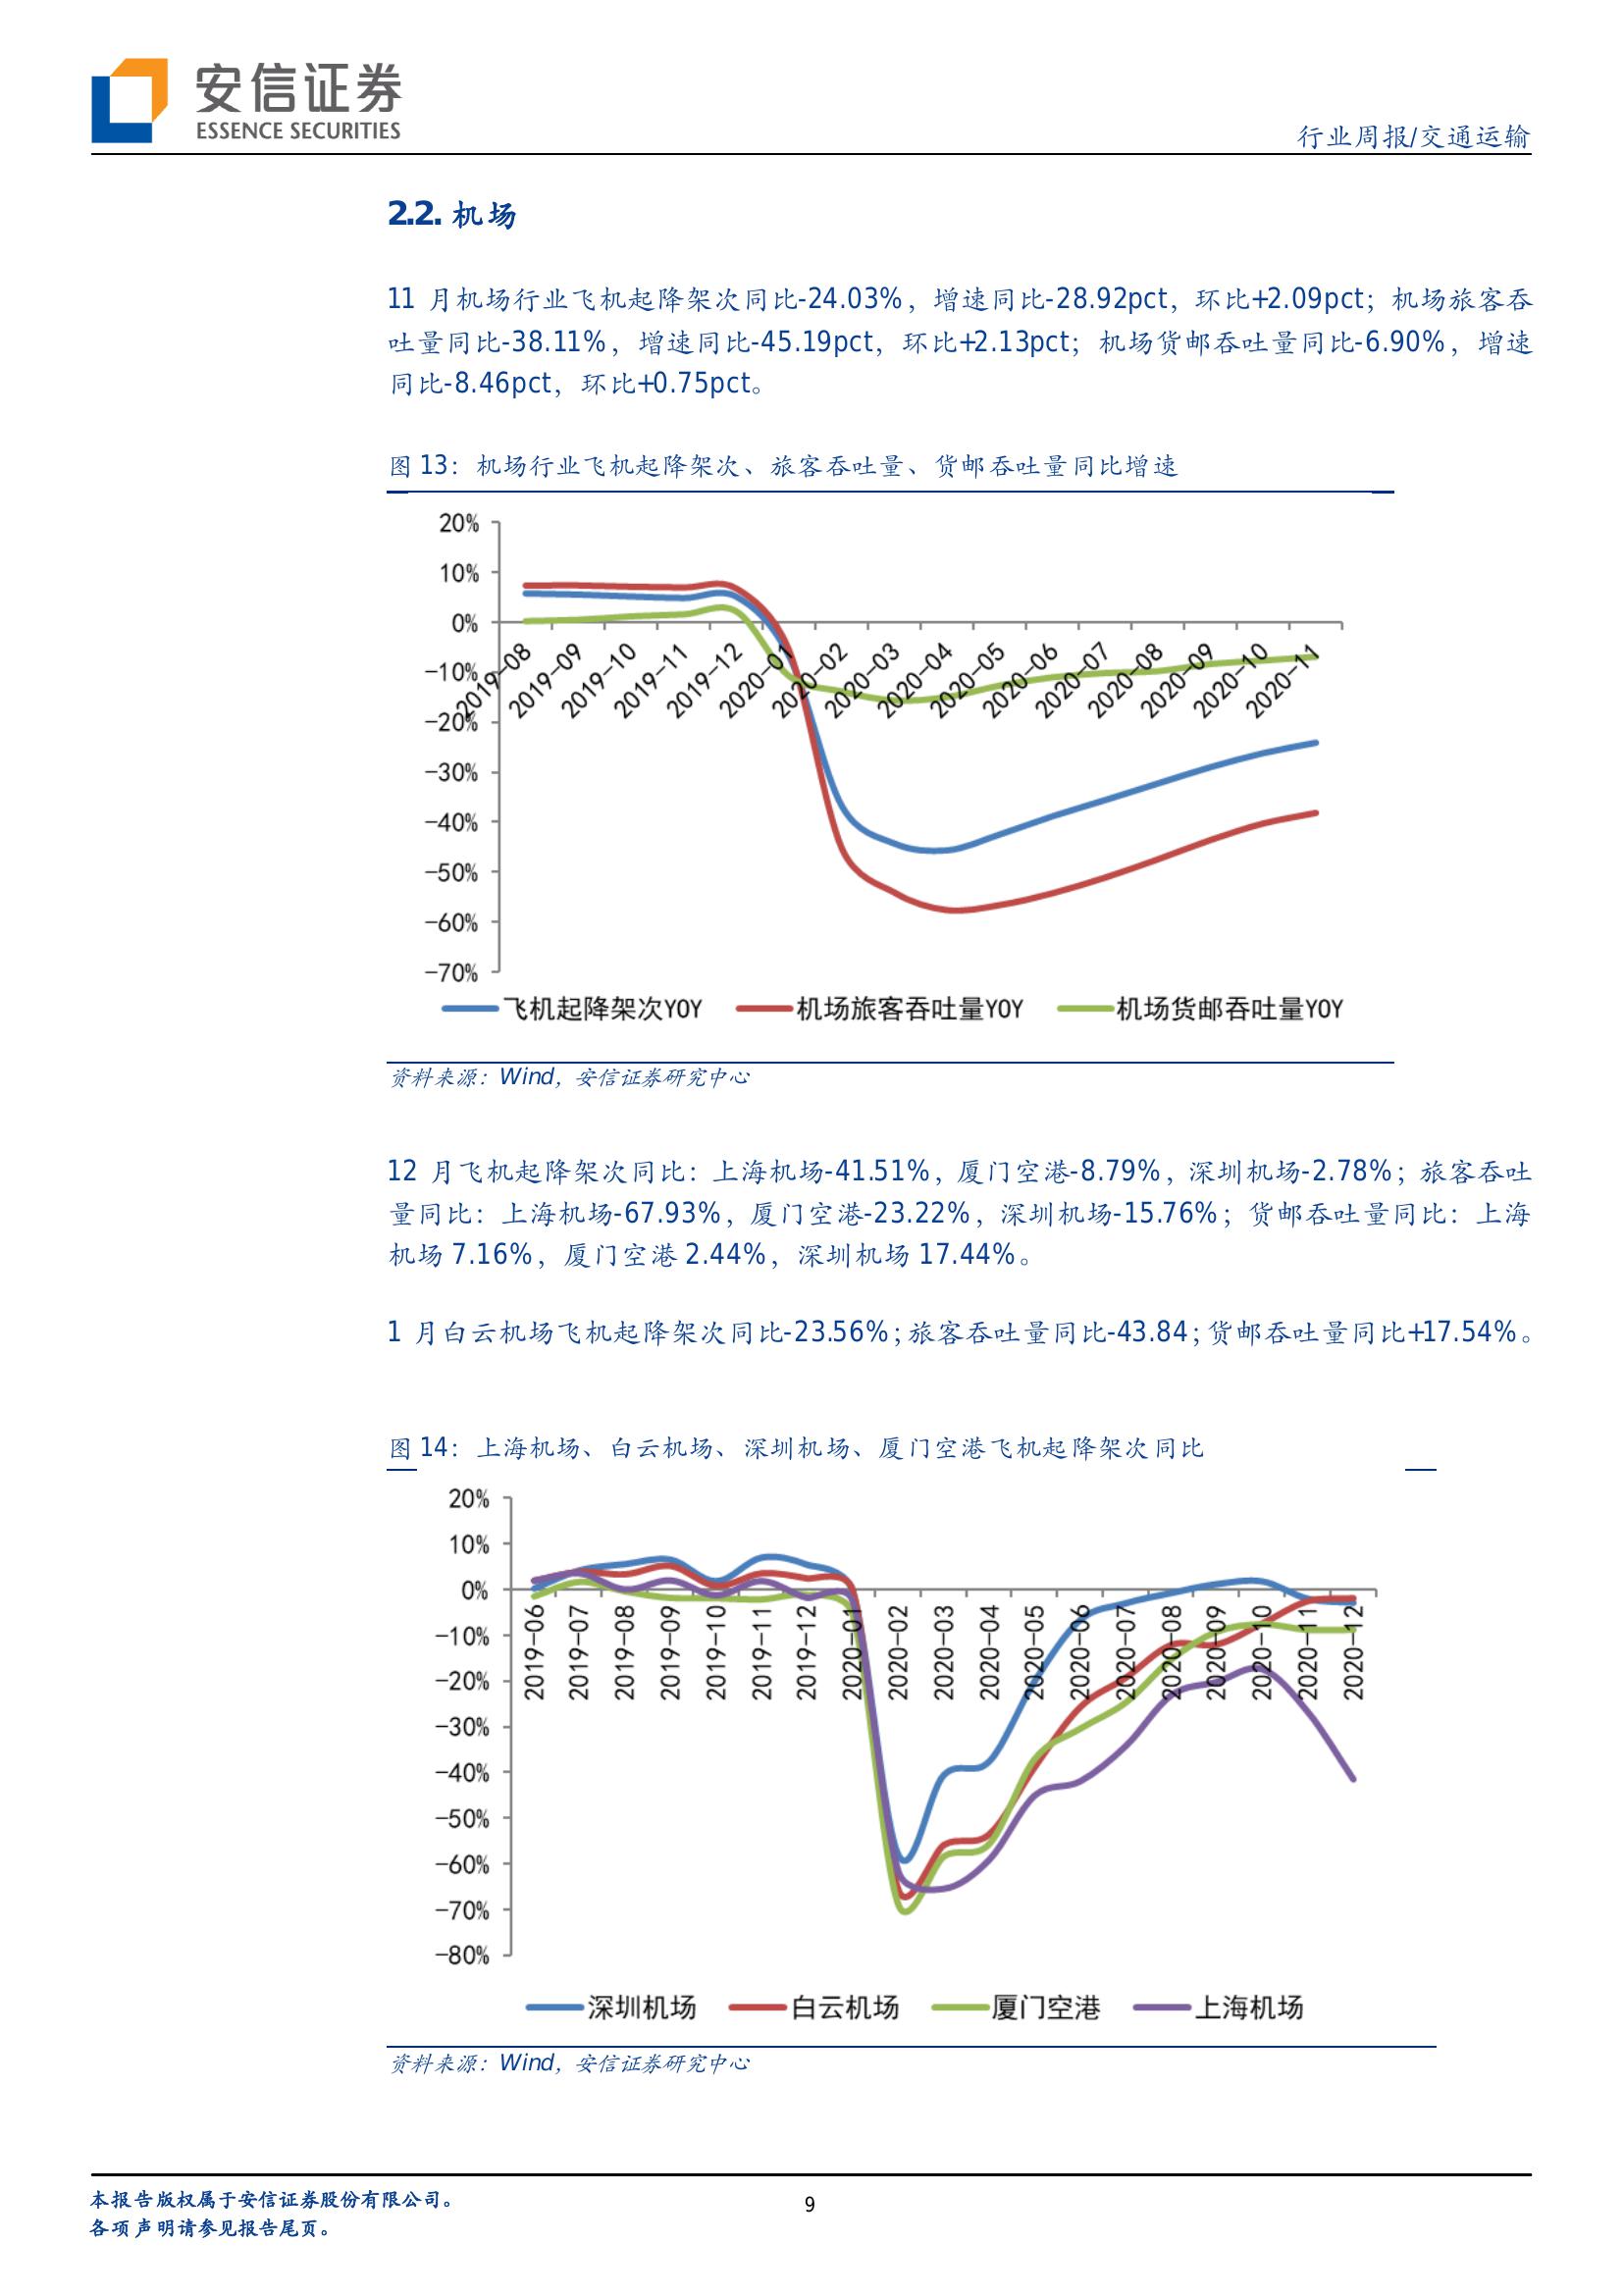 安信证券
ESSENCE SECURITIES
行业周报/交通运输
2.2. 机场
11 月机场行业飞机起降架次同比-24.03%，增速同比-28.92pct，环比+2.09pct；机场旅客吞
吐量同比-38.11%，增速同比-45.19pct，环比+2.13pct；机场货邮吞吐量同比-6.90%，增速
同比-8.46pct，环比+0.75pct。
图 13：机场行业飞机起降架次、旅客吞吐量、货邮吞吐量同比增速
20%
10%
0%
-10%
-20%
-30%
-40%
-50%
-60%
-70%
2019-08
2019-09
2019-10
2019-11
2019-12
2020-01
2020-02
2020-03
2020-04
2020-05
2020-06
2020-07
2020-08
2020-09
2020-10
2020-11
飞机起降架次YOY
机场旅客吞吐量YOY
机场货邮吞吐量YOY
资料来源：Wind，安信证券研究中心
12 月飞机起降架次同比：上海机场-41.51%，厦门空港-8.79%，深圳机场-2.78%；旅客吞吐
量同比：上海机场-67.93%，厦门空港-23.22%，深圳机场-15.76%；货邮吞吐量同比：上海
机场 7.16%，厦门空港 2.44%，深圳机场 17.44%。
1 月白云机场飞机起降架次同比-23.56%；旅客吞吐量同比-43.84；货邮吞吐量同比+17.54%。
图 14：上海机场、白云机场、深圳机场、厦门空港飞机起降架次同比
20%
10%
0%
-10%
-20%
-30%
-40%
-50%
-60%
-70%
-80%
2019-06
2019-07
2019-08
2019-09
2019-10
2019-11
2019-12
2020-01
2020-02
2020-03
2020-04
2020-05
2020-06
2020-07
2020-08
2020-09
2020-10
2020-11
2020-12
深圳机场
白云机场
厦门空港
上海机场
资料来源：Wind，安信证券研究中心
本报告版权属于安信证券股份有限公司。
各项声明请参见报告尾页。
9